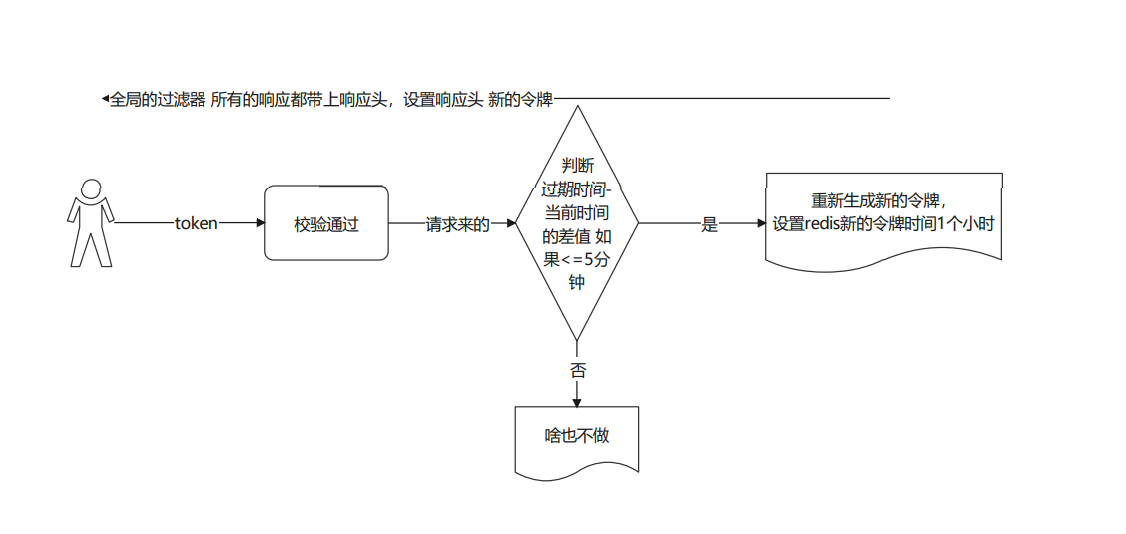 全局的过滤器 所有的响应都带上响应头，设置响应头 新的令牌
token
校验通过
请求来的
判断
过期时间-
当前时间
的差值 如
果<=5分
钟
是
重新生成新的令牌，
设置redis新的令牌时间1个小时
否
啥也不做